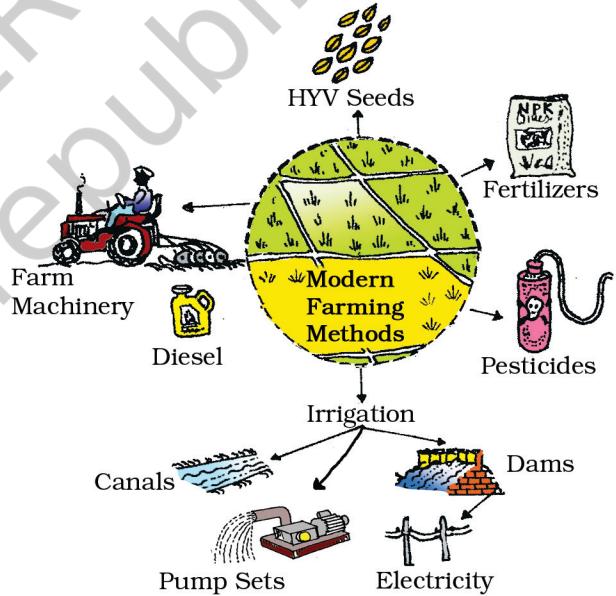 HYV Seeds
NPK
Fertilizers
Farm
Machinery
Diesel
Modern
Farming
Methods
Pesticides
Irrigation
Canals
Dams
Pump Sets
Electricity